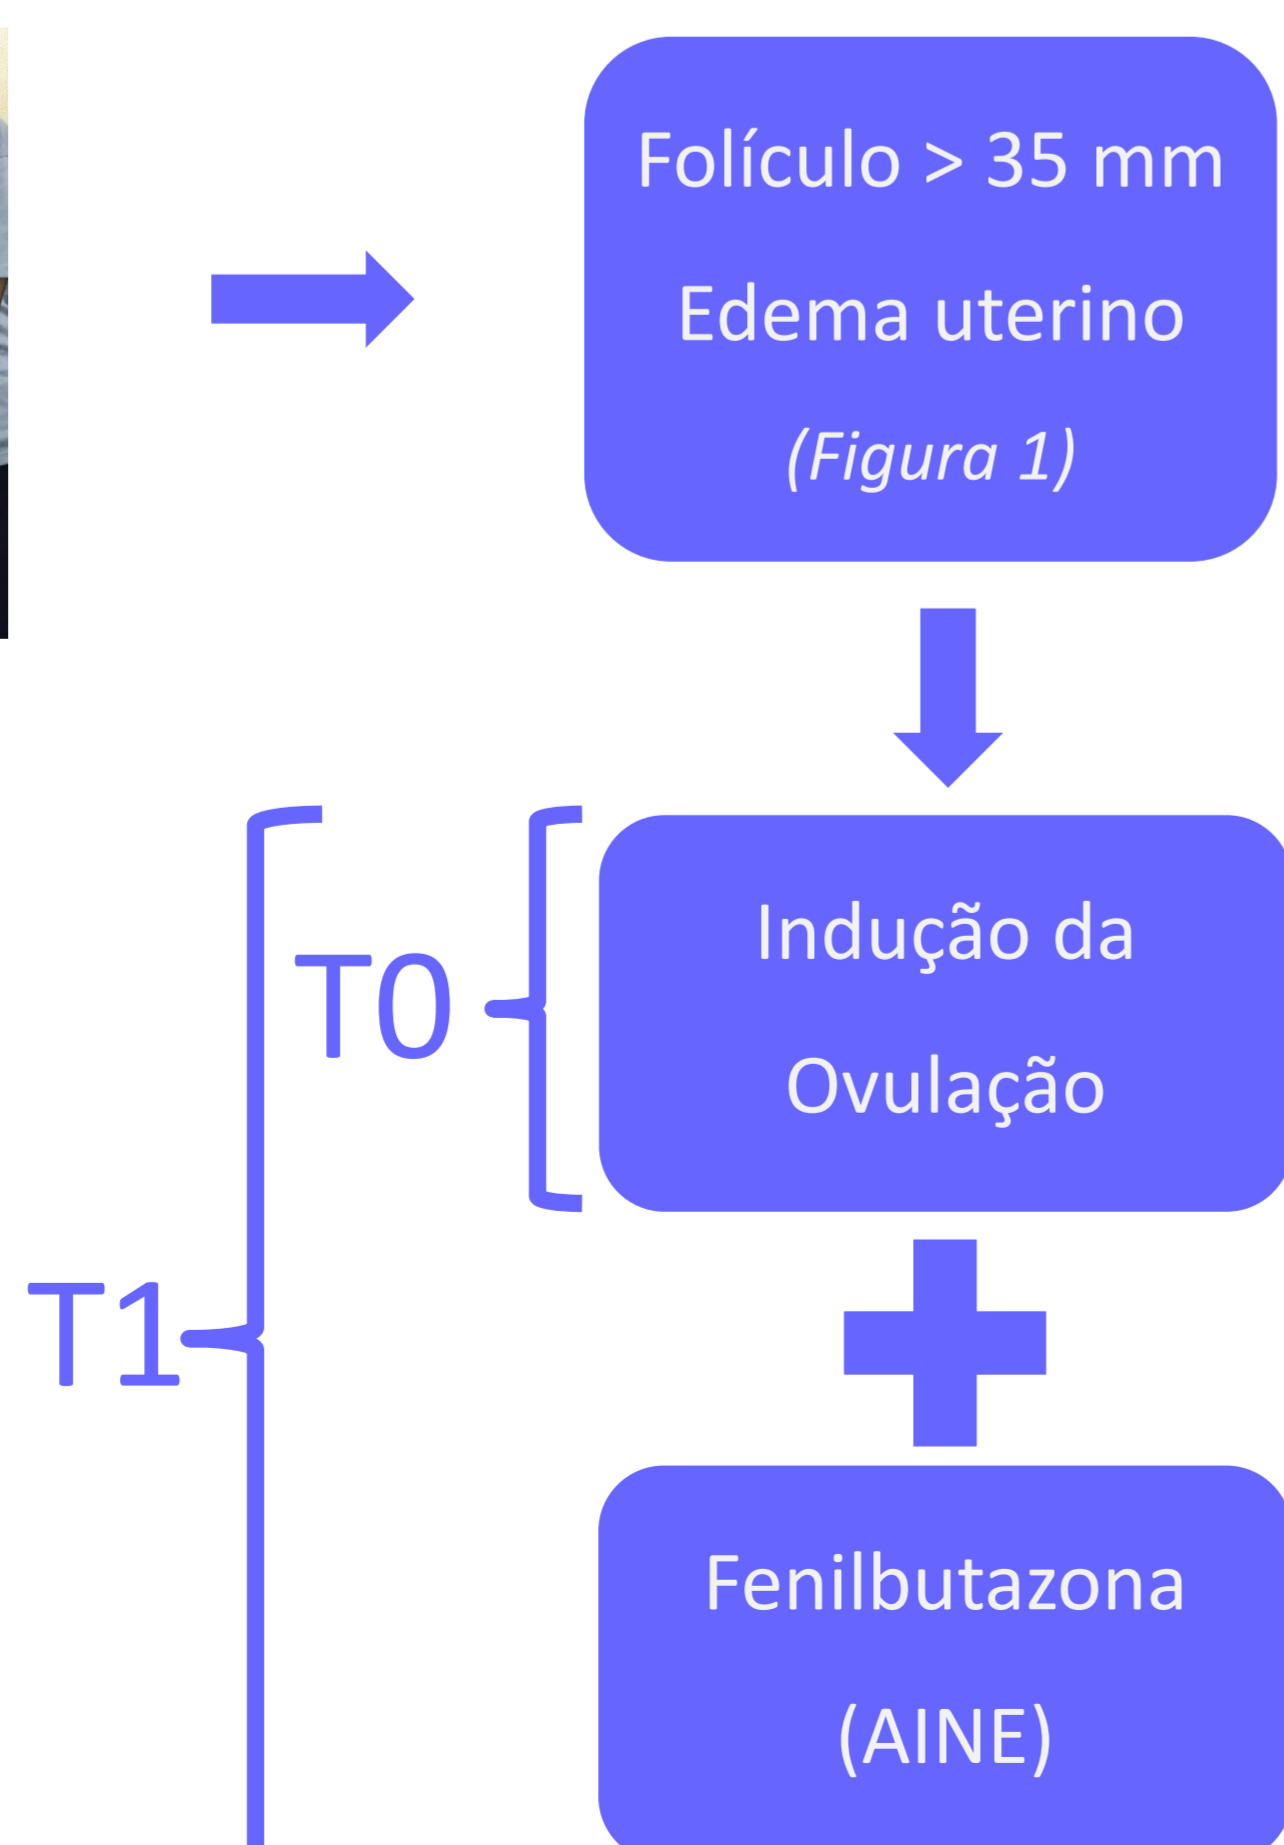 Folículo > 35 mm
Edema uterino
(Figura 1)
T0
Indução da
Ovulação
T1
Fenilbutazona
(AINE)